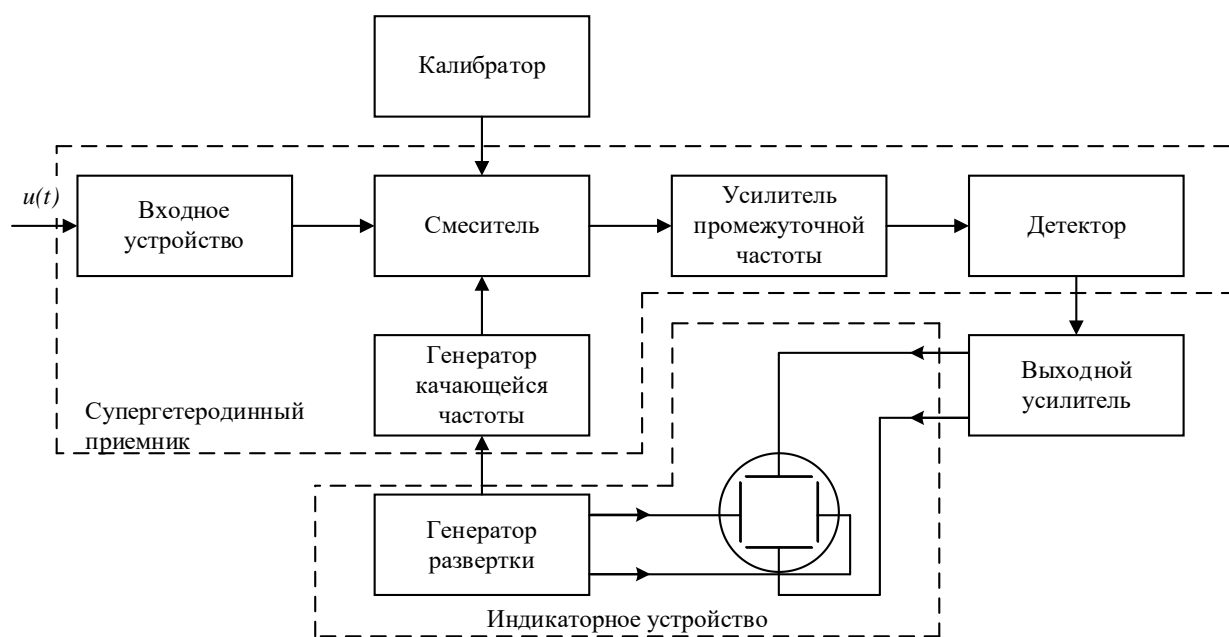 Калибратор
u(t)
Входное
устройство
Смеситель
Усилитель
промежуточной
частоты
Детектор
Генератор
качающейся
частоты
Выходной
усилитель
Супергетеродинный
приемник
Генератор
развертки
Индикаторное устройство